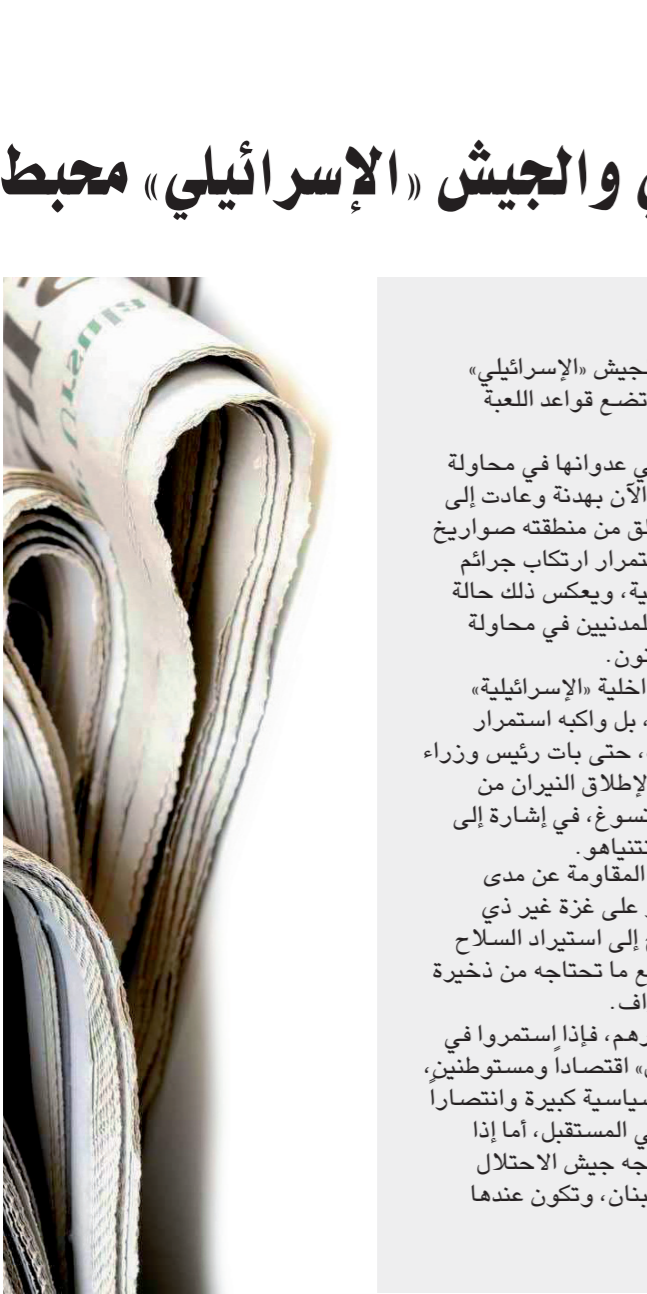 والجيش «الإسرائيلي» محبط
لجيش «الإسرائيلي»
تضع قواعد اللعبة
ي عدوانها في محاولة
الآن بهدنة وعادت إلى
لق من منطقته صواريخ
تمرار ارتكاب جرائم
ية، ويعكس ذلك حالة
لمدنيين في محاولة
تون.
اخلية «الإسرائيلية»
، بل واكبه استمرار
، حتى بات رئيس وزراء
لإطلاق النيران من
تسوغ، في إشارة إلى
نتنياهو.
المقاومة عن مدى
ر على غزة غير ذي
ج إلى استيراد السلاح
ع ما تحتاجه من ذخيرة
اف.
رهم، فإذا استمروا في
» اقتصاداً ومستوطنين،
سياسية كبيرة وانتصاراً
ي المستقبل، أما إذا
جه جيش الاحتلال
بنان، وتكون عندها